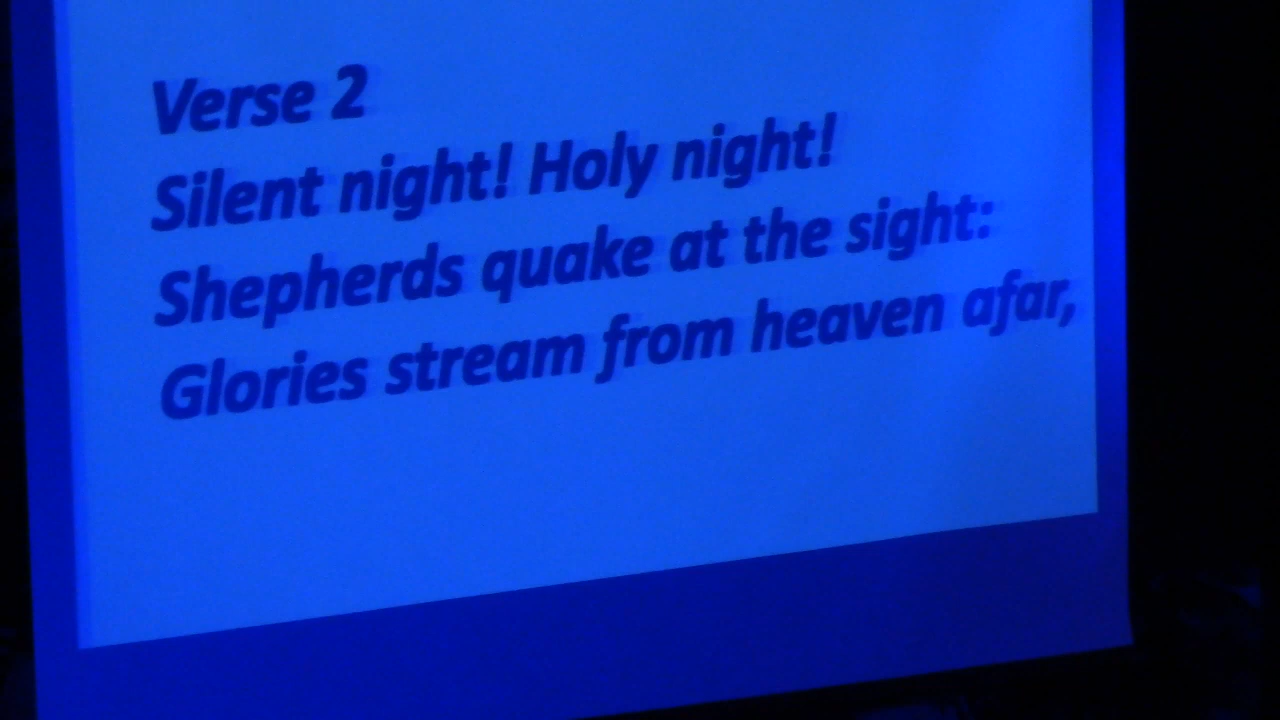 Verse 2
Silent night! Holy night!
Shepherds quake at the sight:
Glories stream from heaven afar,